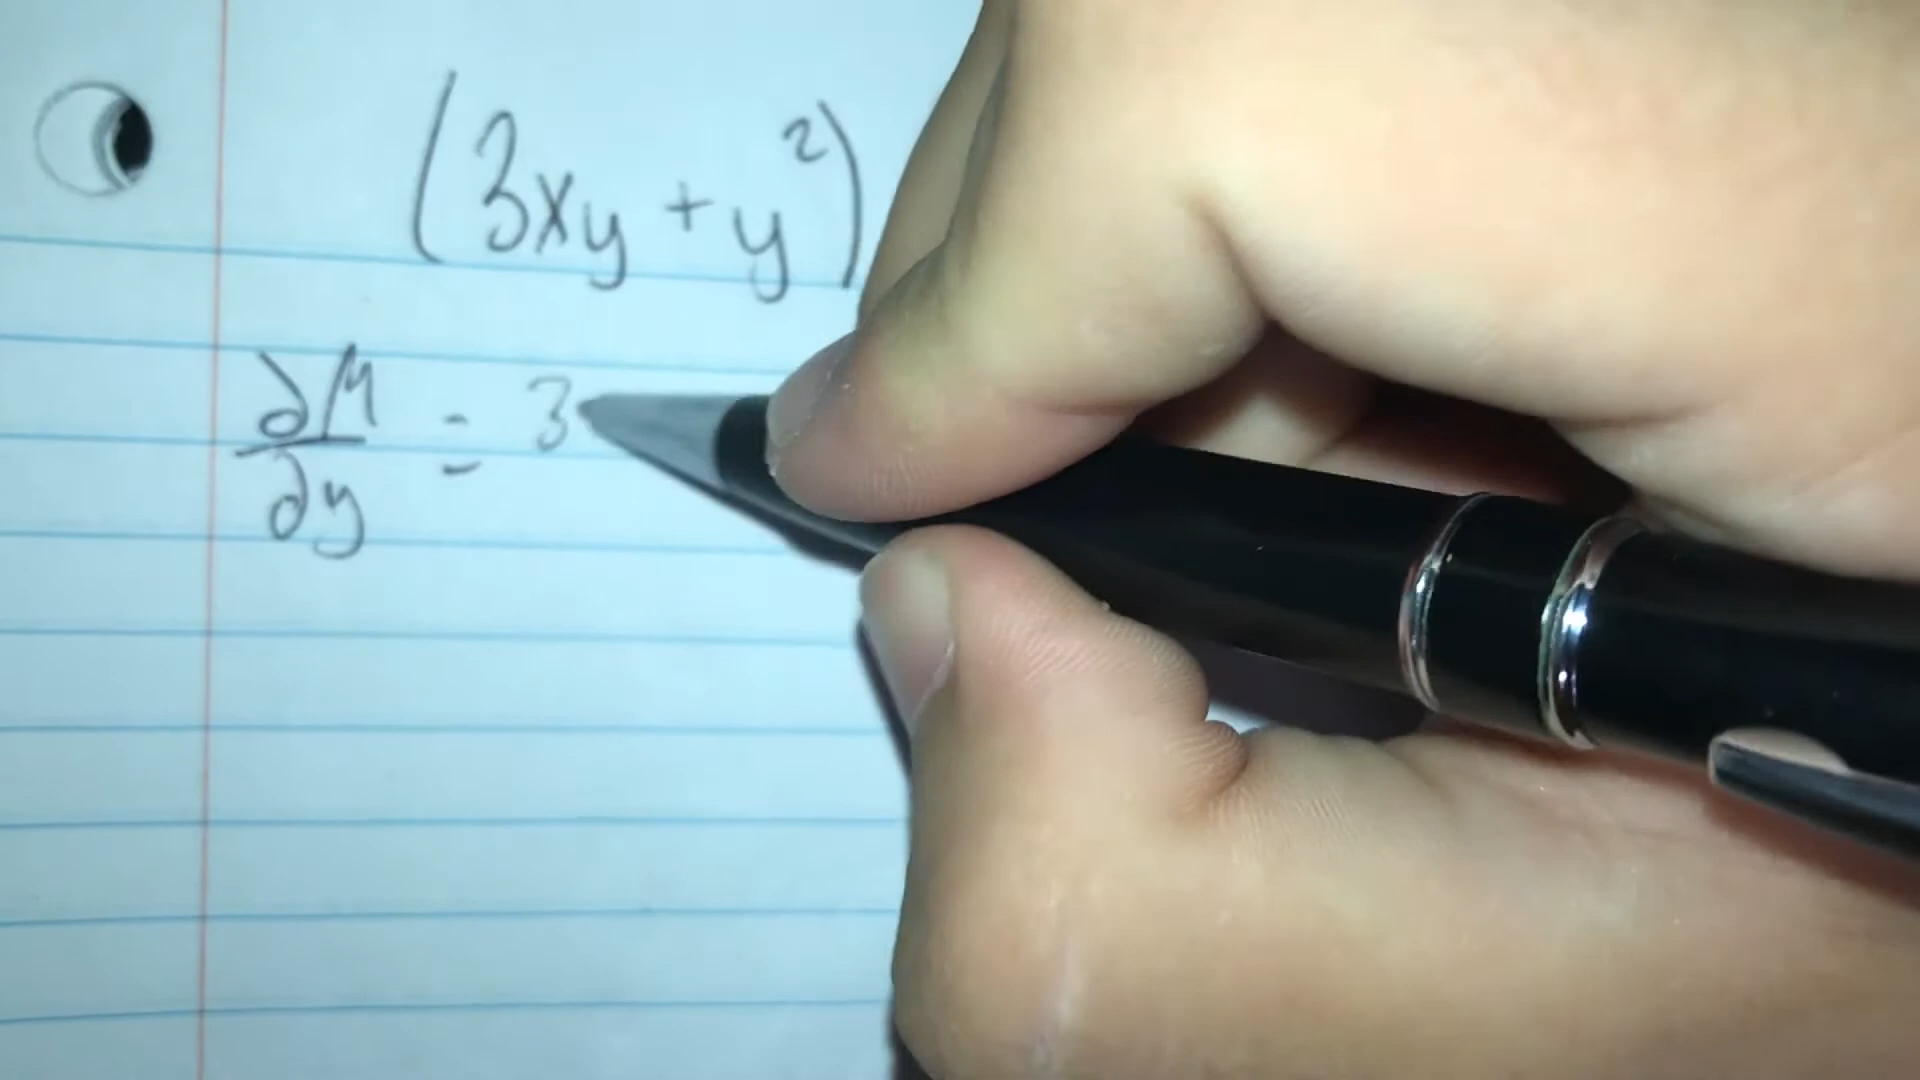 (3xy + y²)
∂M/∂y = 3